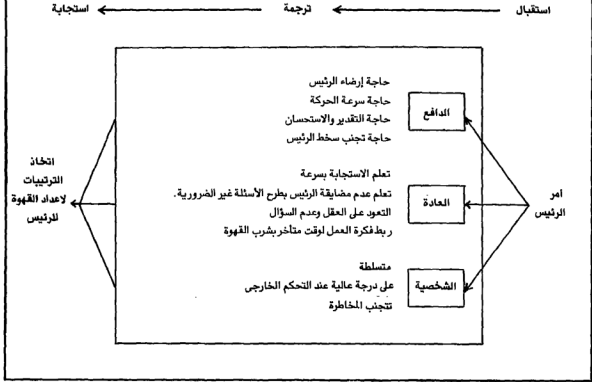 استقبال ترجمة استجابة
حاجة إرضاء الرئيس
حاجة سرعة الحركة
حاجة التقدير والاستحسان
حاجة تجنب سخط الرئيس
الدافع
تعلم الاستجابة بسرعة
تعلم عدم مضايقة الرئيس بطرح الأسئلة غير الضرورية.
التعود على العقل وعدم السؤال
ربط فكرة العمل لوقت متأخر بشرب القهوة
العادة
متسلطة
على درجة عالية عند التحكم الخارجى
تتجنب المخاطرة
الشخصية
أمر
الرئيس
اتخاذ
الترتيبات
لاعداد القهوة
للرئيس